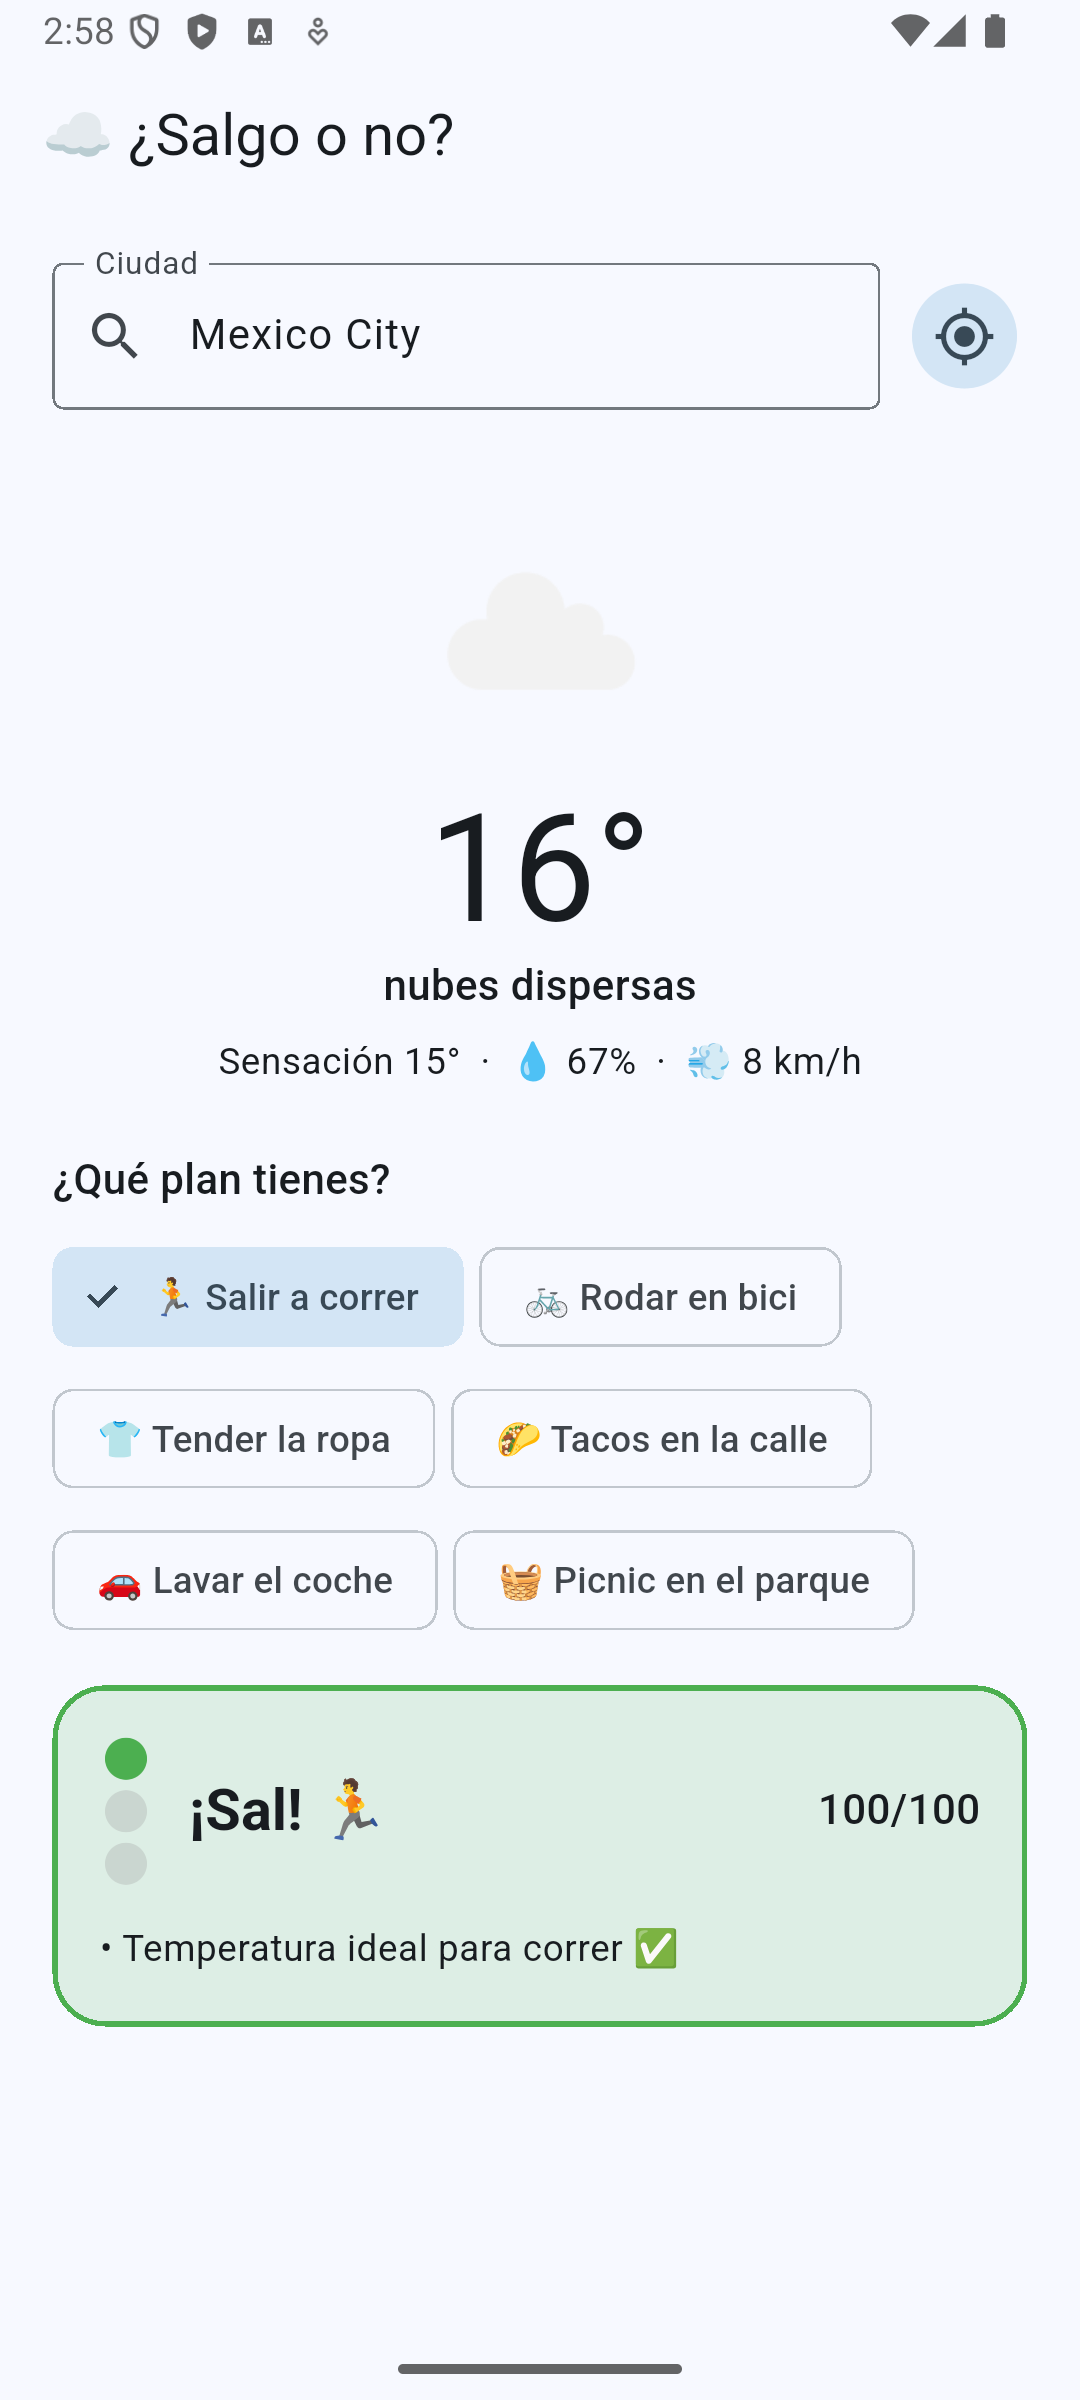 2:58
☁️ ¿Salgo o no?
Ciudad
Mexico City
16°
nubes dispersas
Sensación 15° · 💧 67% · 💨 8 km/h
¿Qué plan tienes?
🏃 Salir a correr
🚲 Rodar en bici
👕 Tender la ropa
🌮 Tacos en la calle
🚗 Lavar el coche
🧺 Picnic en el parque
¡Sal! 🏃
100/100
• Temperatura ideal para correr ✅